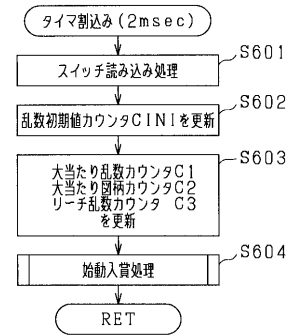 タイマ割込み(2msec)
S601
スイッチ読み込み処理
S602
乱数初期値カウンタCINIを更新
S603
大当たり乱数カウンタC1
大当たり図柄カウンタC2
リーチ乱数カウンタ C3
を更新
S604
始動入賞処理
RET